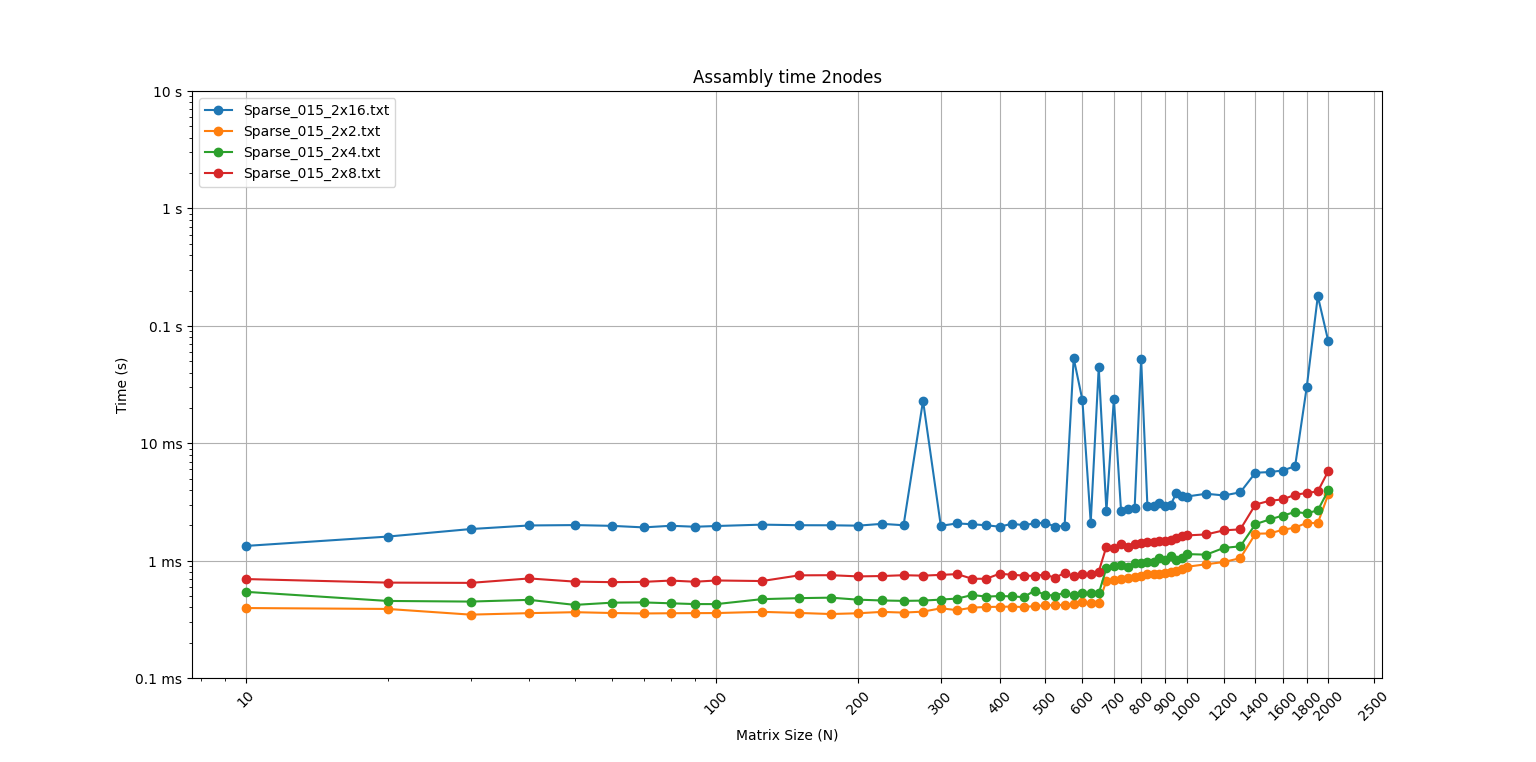 Assambly time 2nodes
10 s
1 s
0.1 s
10 ms
1 ms
0.1 ms
Time (s)
Sparse_015_2x16.txt
Sparse_015_2x2.txt
Sparse_015_2x4.txt
Sparse_015_2x8.txt
10
100
200
300
400
500
600
700
800
900
1000
1200
1400
1600
1800
2000
2500
Matrix Size (N)